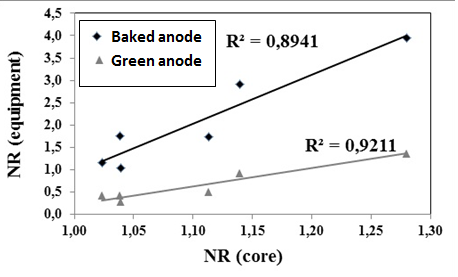 4,5
4,0
3,5
3,0
2,5
2,0
1,5
1,0
0,5
0,0
NR (equipment)
Baked anode
Green anode
R² = 0,8941
R² = 0,9211
1,00 1,05 1,10 1,15 1,20 1,25 1,30
NR (core)